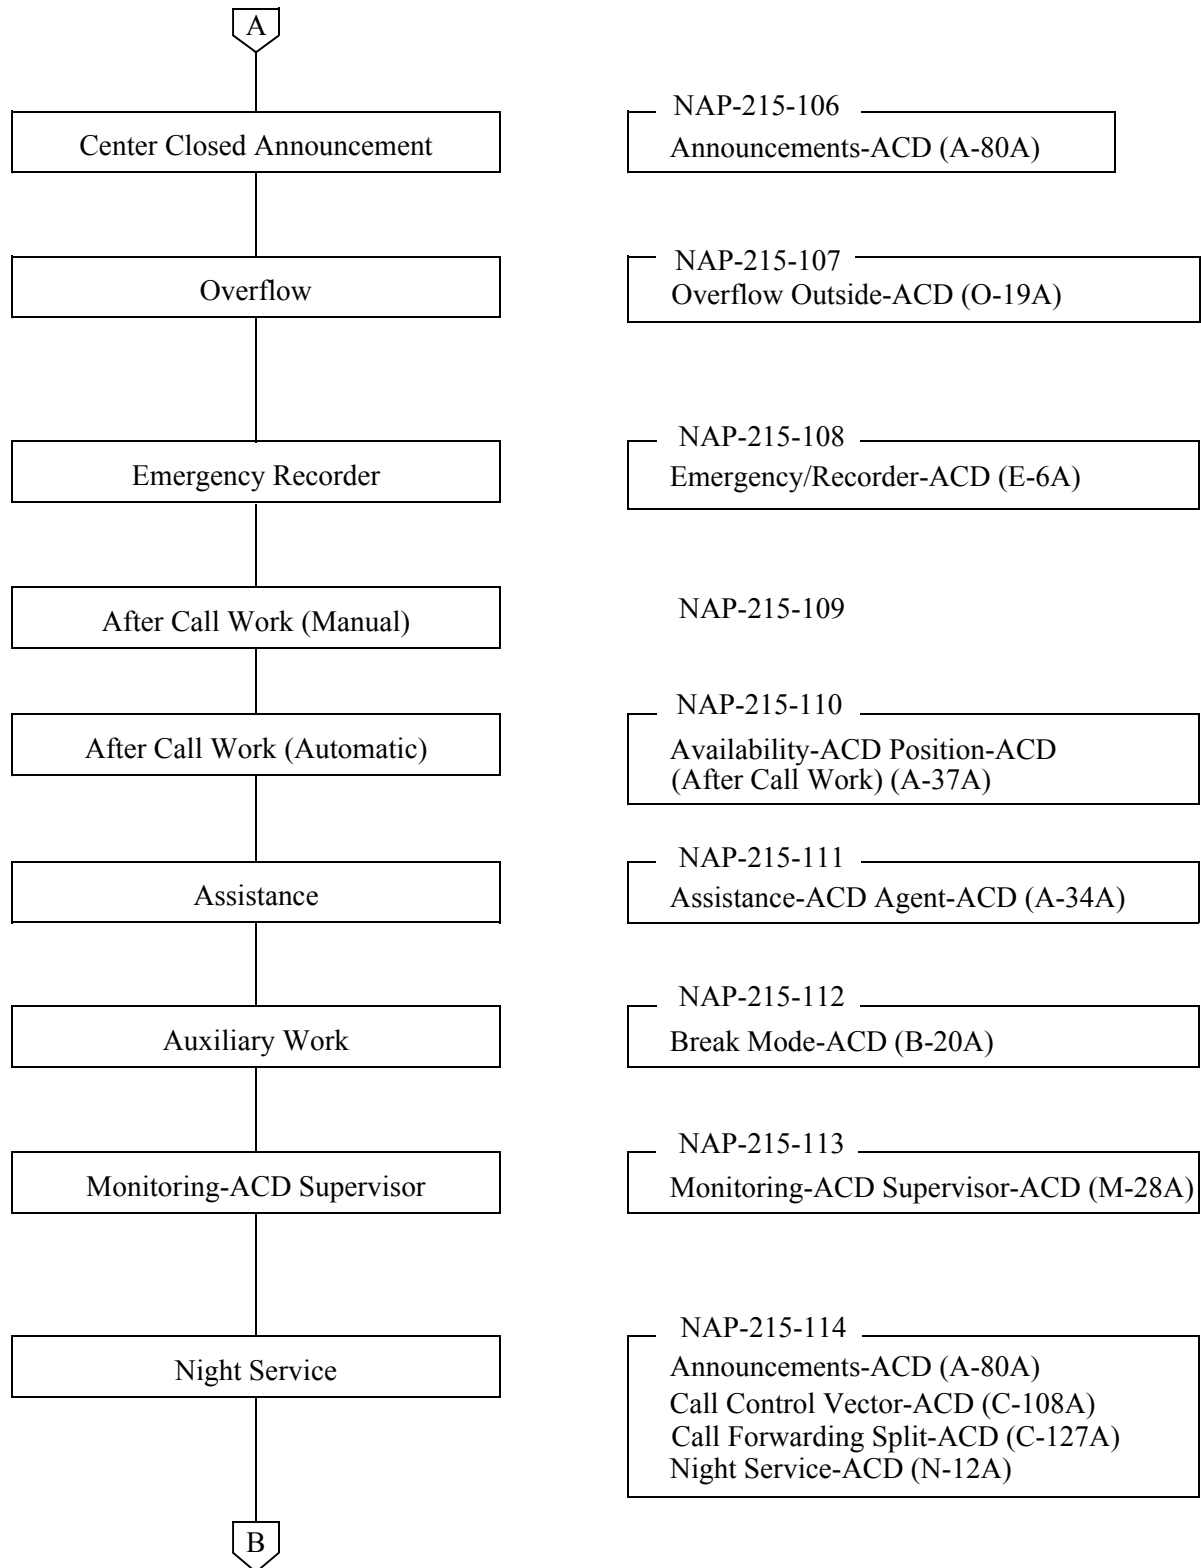 A
Center Closed Announcement
NAP-215-106
Announcements-ACD (A-80A)
Overflow
NAP-215-107
Overflow Outside-ACD (O-19A)
Emergency Recorder
NAP-215-108
Emergency/Recorder-ACD (E-6A)
After Call Work (Manual)
NAP-215-109
After Call Work (Automatic)
NAP-215-110
Availability-ACD Position-ACD
(After Call Work) (A-37A)
Assistance
NAP-215-111
Assistance-ACD Agent-ACD (A-34A)
Auxiliary Work
NAP-215-112
Break Mode-ACD (B-20A)
Monitoring-ACD Supervisor
NAP-215-113
Monitoring-ACD Supervisor-ACD (M-28A)
Night Service
NAP-215-114
Announcements-ACD (A-80A)
Call Control Vector-ACD (C-108A)
Call Forwarding Split-ACD (C-127A)
Night Service-ACD (N-12A)
B